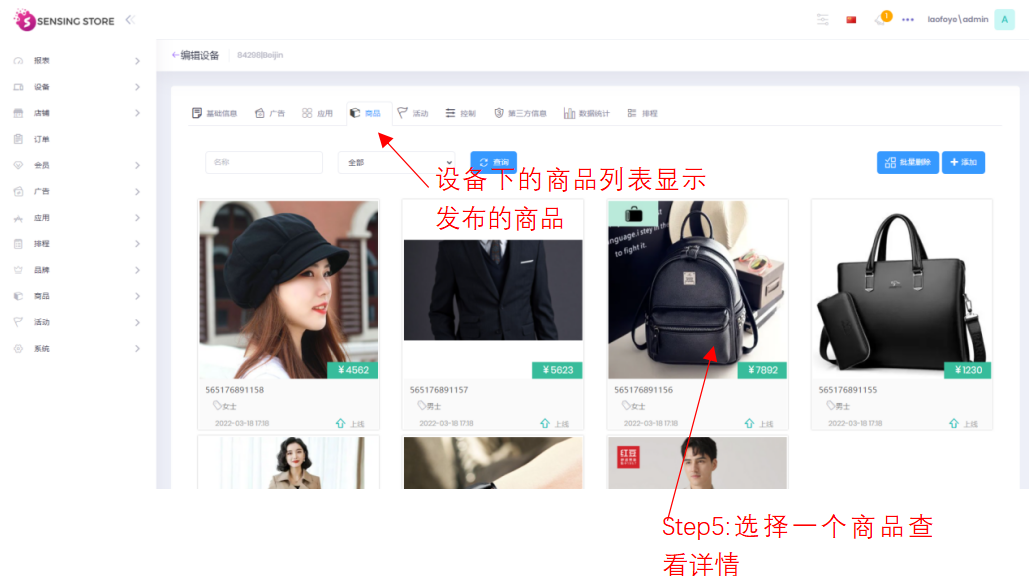 SENSING STORE
1
laofoye\admin
A
编辑设备
84298Beijin
报表
设备
店铺
订单
会员
广告
应用
排程
品牌
商品
活动
系统
基础信息
广告
应用
商品
活动
控制
第三方信息
数据统计
排程
名称
全部
查询
批量删除
添加
设备下的商品列表显示
发布的商品
language.i stey in the
to fight it.
¥4562
¥5623
¥7892
¥1230
565176891158
565176891157
565176891156
565176891155
女士
男士
女士
男士
2022-03-18 17:18
上线
2022-03-18 17:18
上线
2022-03-18 17:18
上线
2022-03-18 17:18
上线
红豆
Step5:选择一个商品查
看详情